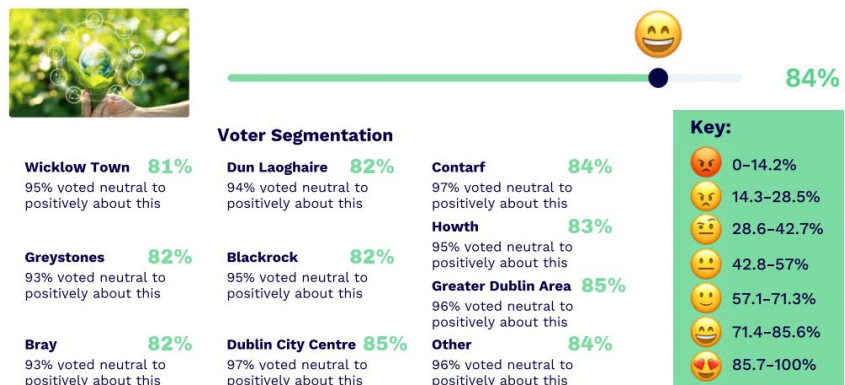 84%
Voter Segmentation
Wicklow Town 81%
95% voted neutral to
positively about this
Greystones 82%
93% voted neutral to
positively about this
Bray 82%
93% voted neutral to
positively about this
Dun Laoghaire 82%
94% voted neutral to
positively about this
Blackrock 82%
95% voted neutral to
positively about this
Dublin City Centre 85%
97% voted neutral to
positively about this
Contarf 84%
97% voted neutral to
positively about this
Howth 83%
95% voted neutral to
positively about this
Greater Dublin Area 85%
96% voted neutral to
positively about this
Other 84%
96% voted neutral to
positively about this
Key:
0–14.2%
14.3–28.5%
28.6–42.7%
42.8–57%
57.1–71.3%
71.4–85.6%
85.7–100%